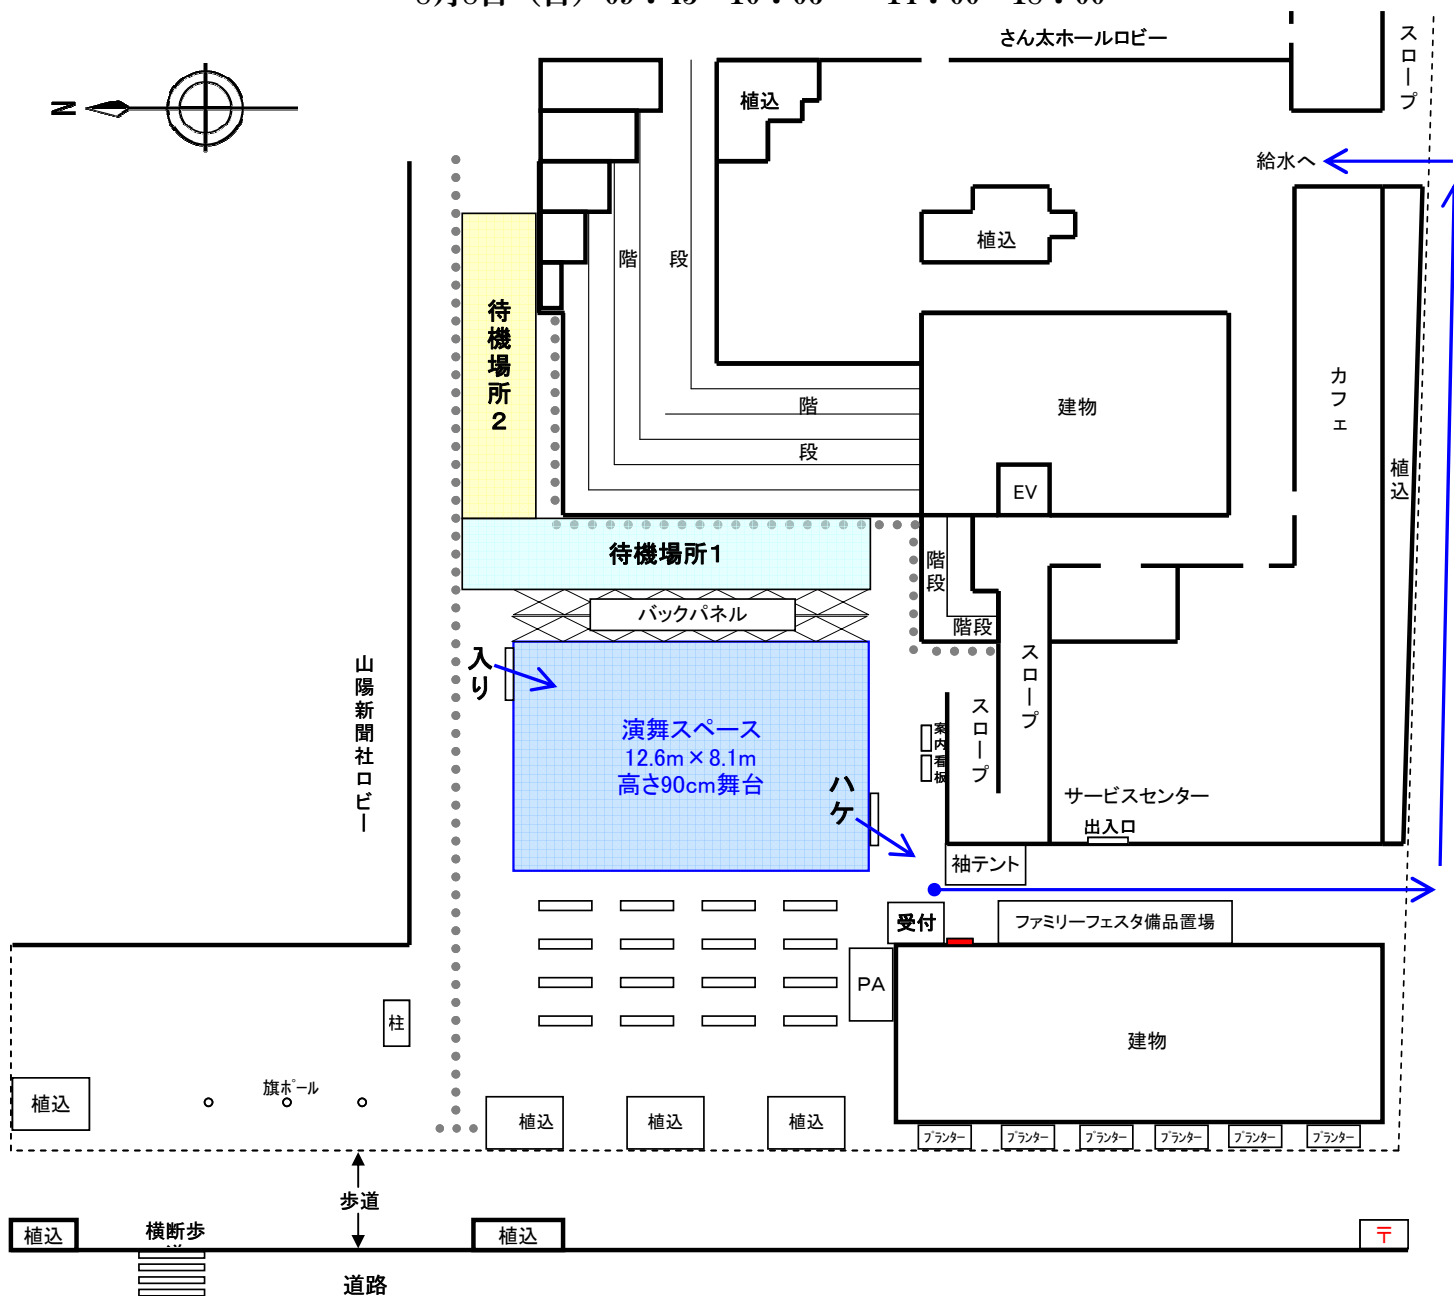 さん太ホールロビー
スロープ
N
植込
給水へ
植込
階 段
待機場所2
カフェ
階
段
建物
植込
EV
待機場所1
階段
バックパネル
階段
入り
スロープ
山陽新聞社ロビー
スロープ
演舞スペース
12.6m×8.1m
高さ90cm舞台
案内看板
ハケ
サービスセンター
出入口
袖テント
受付
ファミリーフェスタ備品置場
PA
柱
建物
旗ポール
植込
植込
植込
植込
プランター
プランター
プランター
プランター
プランター
プランター
歩道
植込
横断歩
植込
〒
道路